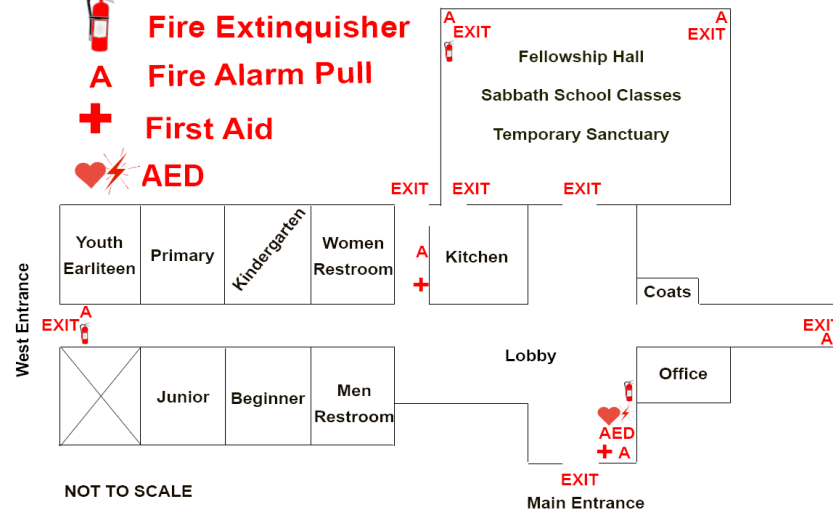 Fire Extinquisher
A Fire Alarm Pull
First Aid
AED
A
EXIT
A
EXIT
Fellowship Hall
Sabbath School Classes
Temporary Sanctuary
EXIT
EXIT
EXIT
Youth
Earliteen
Primary
Kindergarten
Women
Restroom
A
Kitchen
Coats
West Entrance
A
EXIT
EXIT
A
Lobby
Junior
Beginner
Men
Restroom
Office
AED
A
EXIT
NOT TO SCALE
Main Entrance